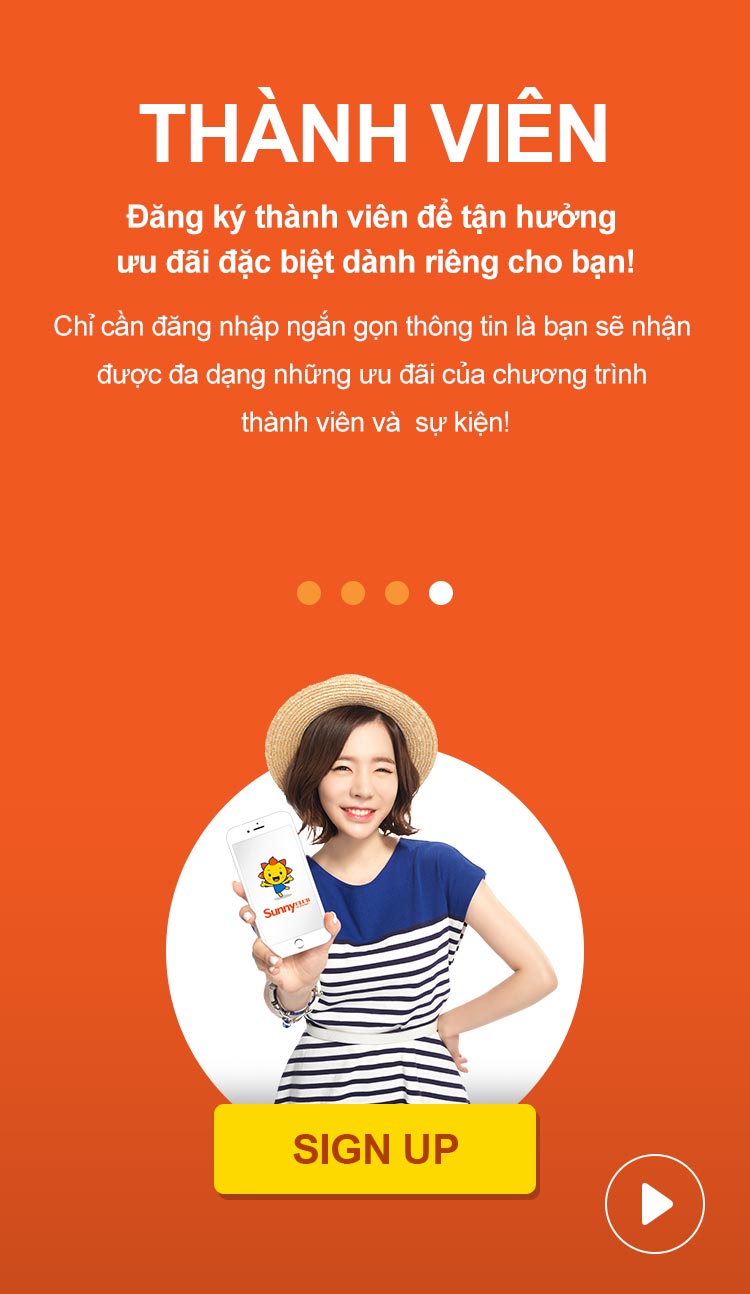 THÀNH VIÊN
Đăng ký thành viên để tận hưởng
ưu đãi đặc biệt dành riêng cho bạn!
Chỉ cần đăng nhập ngắn gọn thông tin là bạn sẽ nhận
được đa dạng những ưu đãi của chương trình
thành viên và  sự kiện!
Sunny CLUB
SIGN UP